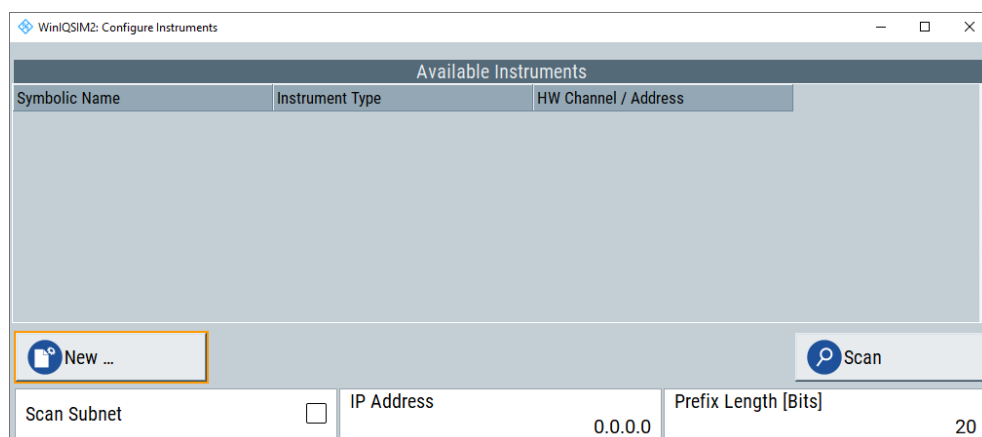 WinIQSIM2: Configure Instruments
Available Instruments
Symbolic Name Instrument Type HW Channel / Address
New ... Scan
Scan Subnet IP Address 0.0.0.0 Prefix Length [Bits] 20